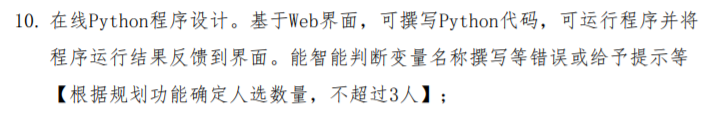 10. 在线Python程序设计。基于Web界面，可撰写Python代码，可运行程序并将
程序运行结果反馈到界面。能智能判断变量名称撰写等错误或给予提示等
【根据规划功能确定人选数量，不超过3人】；